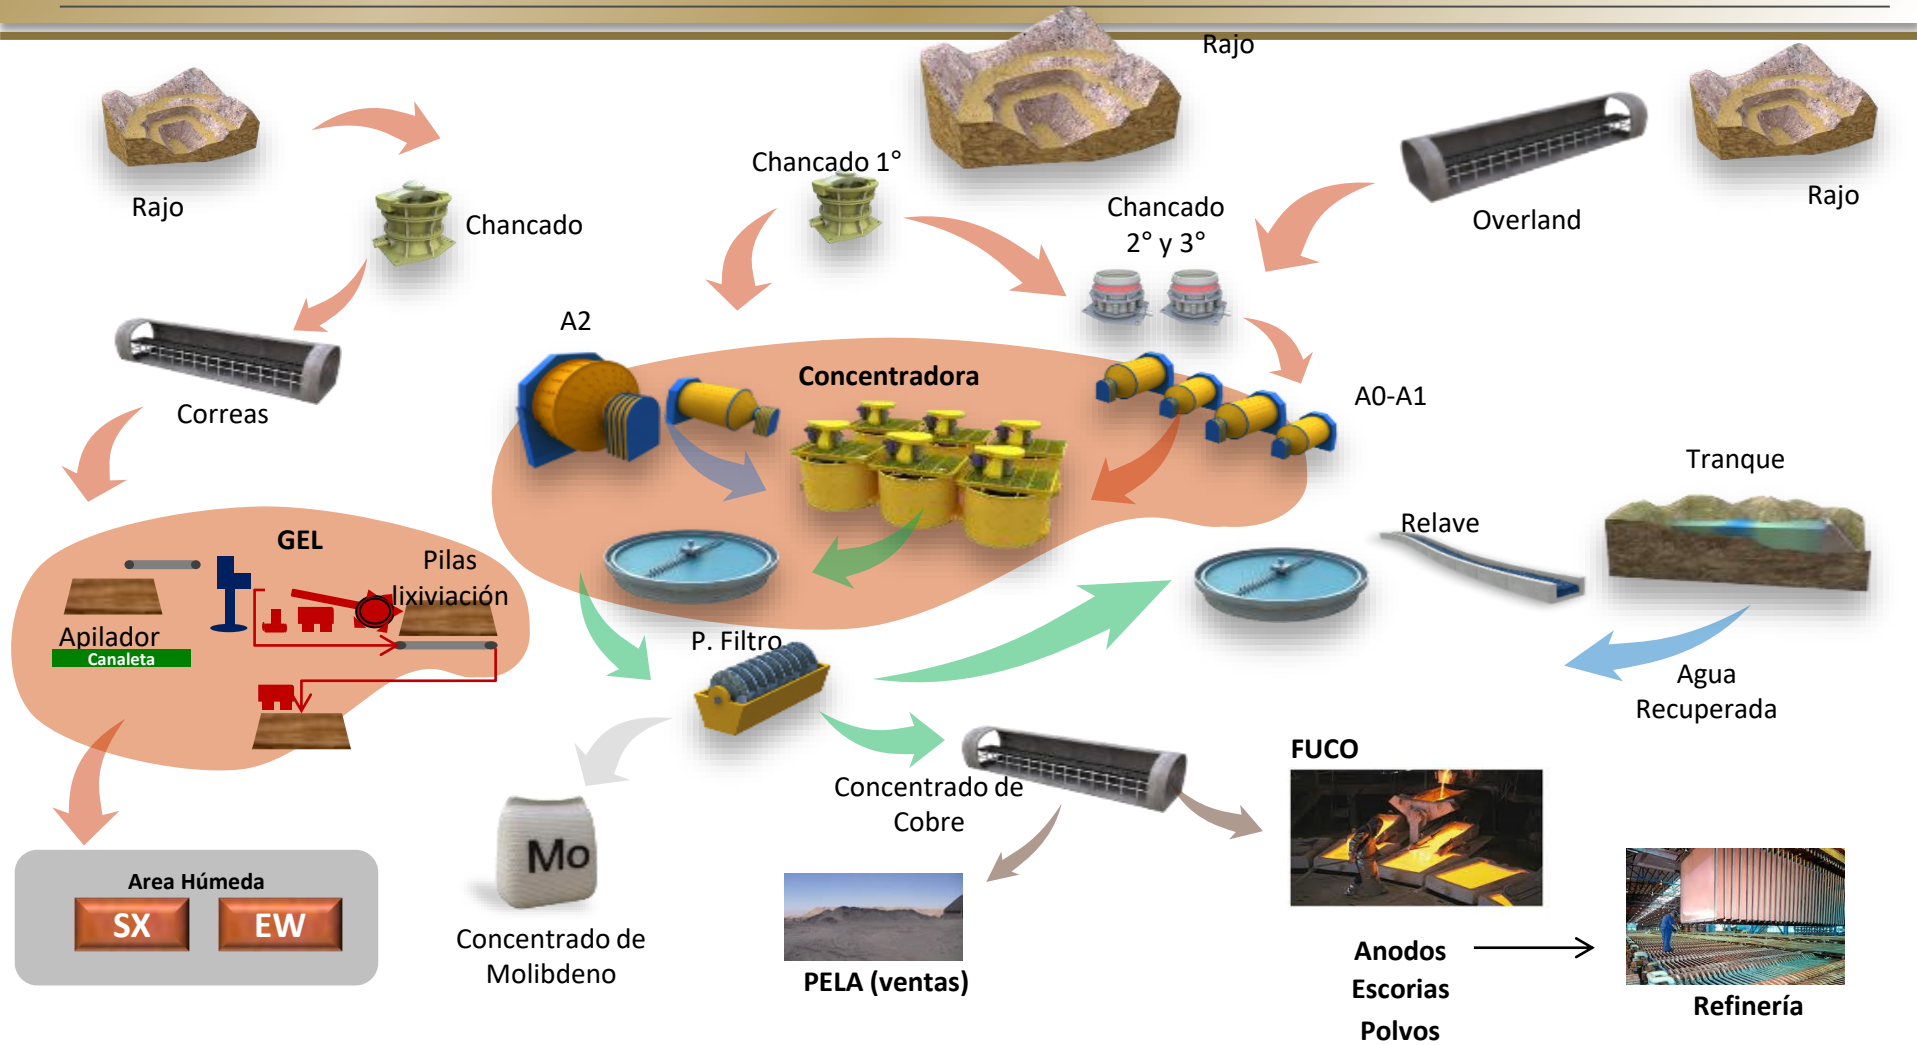 Rajo
Rajo
Chancado
Chancado 1°
Chancado
2° y 3°
Overland
Rajo
A2
Concentradora
A0-A1
Correas
Tranque
GEL
Pilas
lixiviación
Relave
Apilador
Canaleta
P. Filtro
Agua
Recuperada
FUCO
Concentrado de
Cobre
Mo
Area Húmeda
SX
EW
Concentrado de
Molibdeno
PELA (ventas)
Anodos
Escorias
Polvos
Refinería